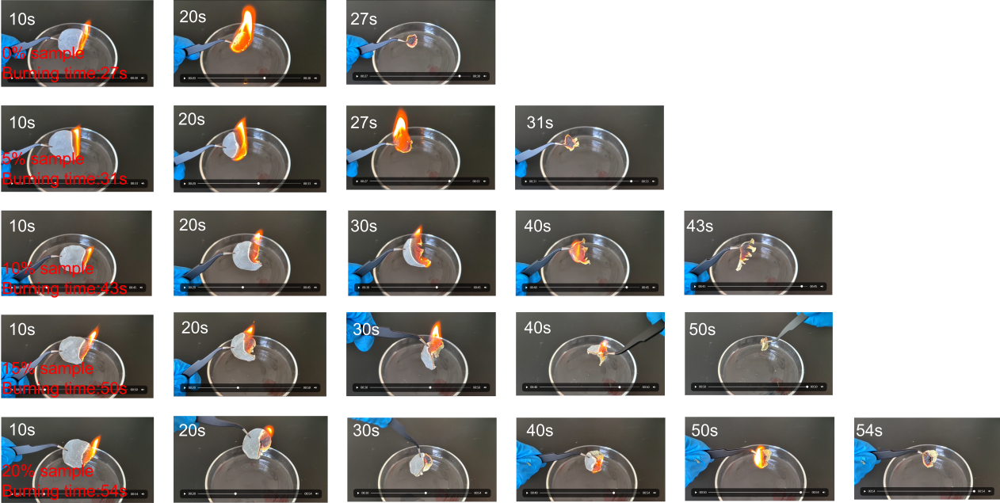 10s
20s
27s
0% sample
Burning time:27s
10s
20s
27s
31s
5% sample
Burning time:31s
10s
20s
30s
40s
43s
10% sample
Burning time:43s
10s
20s
30s
40s
50s
15% sample
Burning time:50s
10s
20s
30s
40s
50s
54s
20% sample
Burning time:54s